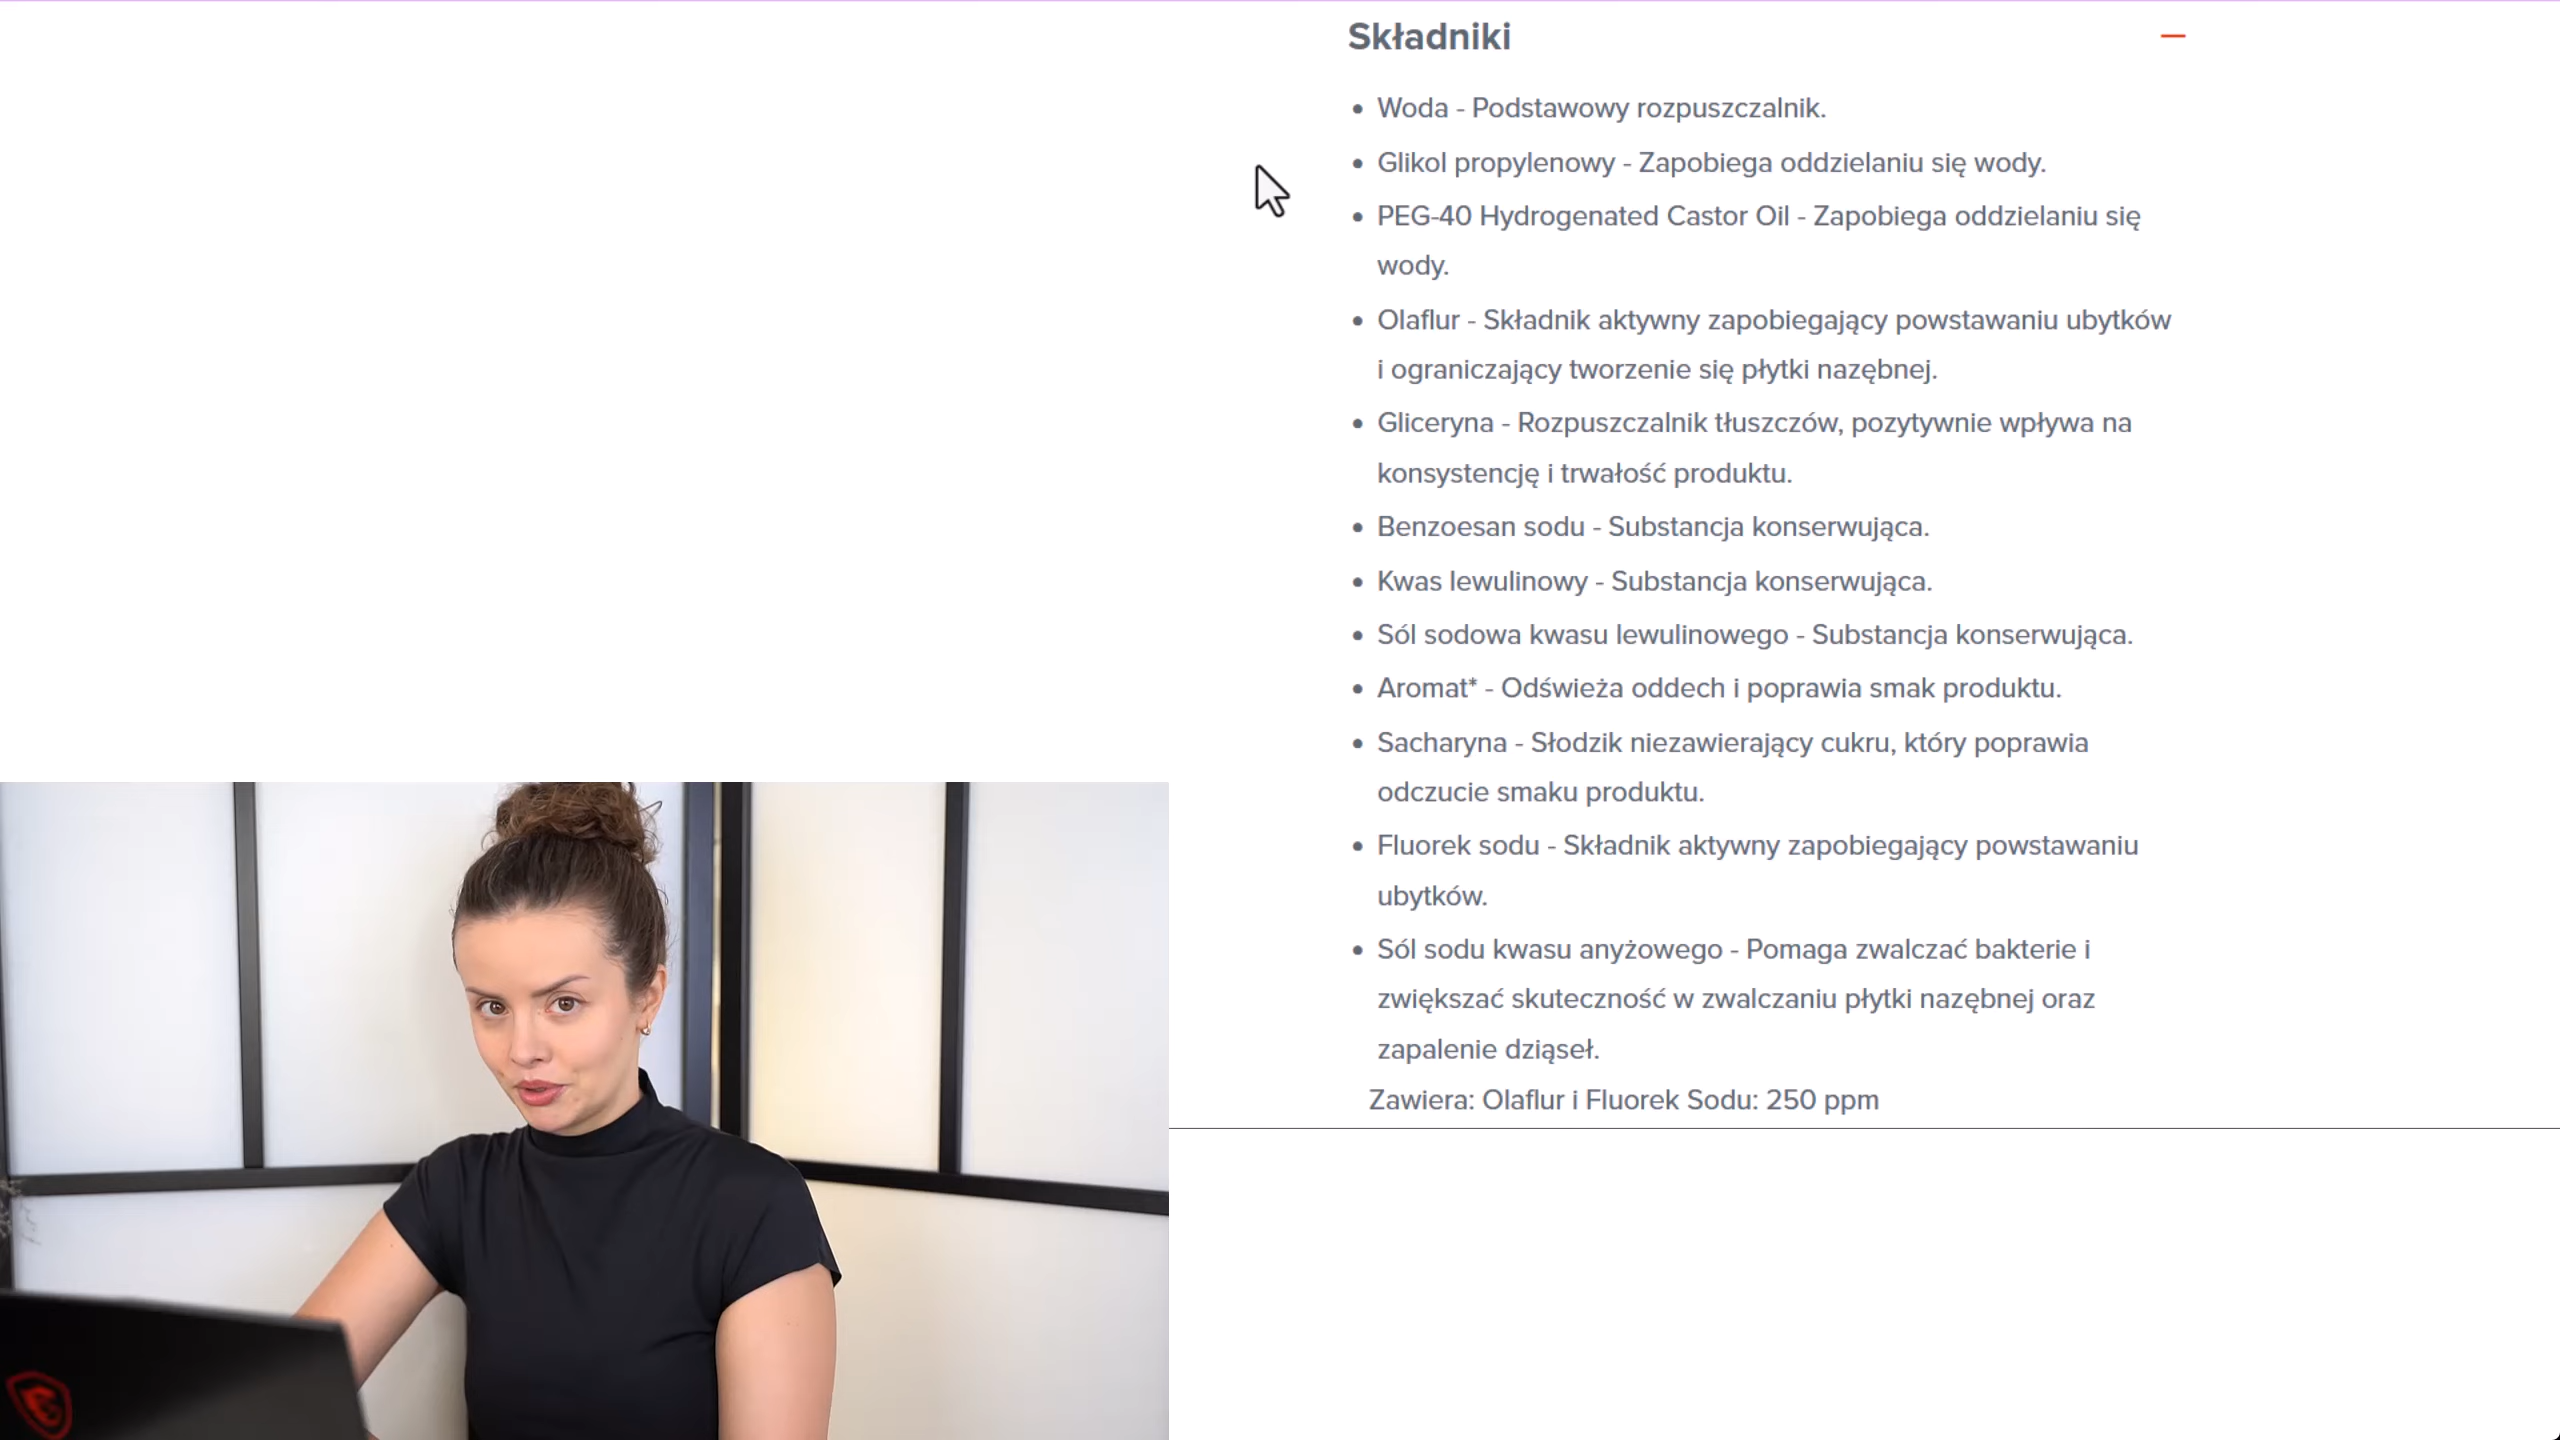 Składniki
Woda - Podstawowy rozpuszczalnik.
Glikol propylenowy - Zapobiega oddzielaniu się wody.
PEG-40 Hydrogenated Castor Oil - Zapobiega oddzielaniu się
wody.
Olaflur - Składnik aktywny zapobiegający powstawaniu ubytków
i ograniczający tworzenie się płytki nazębnej.
Gliceryna - Rozpuszczalnik tłuszczów, pozytywnie wpływa na
konsystencję i trwałość produktu.
Benzoesan sodu - Substancja konserwująca.
Kwas lewulinowy - Substancja konserwująca.
Sól sodowa kwasu lewulinowego - Substancja konserwująca.
Aromat* - Odświeża oddech i poprawia smak produktu.
Sacharyna - Słodzik niezawierający cukru, który poprawia
odczucie smaku produktu.
Fluorek sodu - Składnik aktywny zapobiegający powstawaniu
ubytków.
Sól sodu kwasu anyżowego - Pomaga zwalczać bakterie i
zwiększać skuteczność w zwalczaniu płytki nazębnej oraz
zapalenie dziąseł.
Zawiera: Olaflur i Fluorek Sodu: 250 ppm